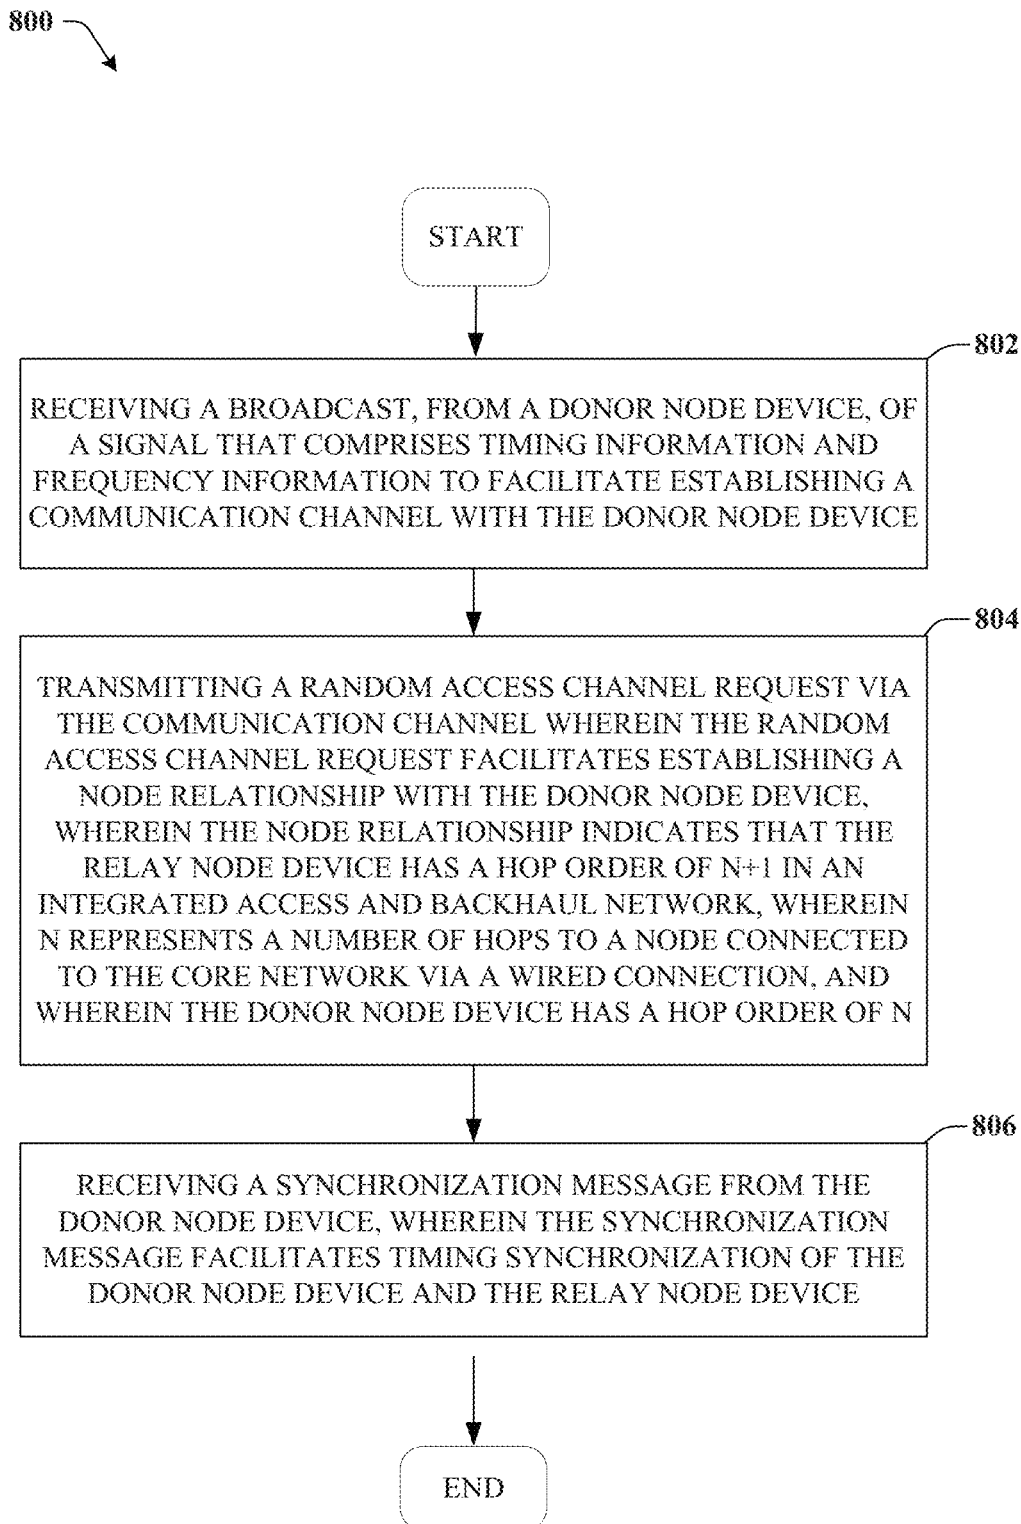 800
START
802
RECEIVING A BROADCAST, FROM A DONOR NODE DEVICE, OF
A SIGNAL THAT COMPRISES TIMING INFORMATION AND
FREQUENCY INFORMATION TO FACILITATE ESTABLISHING A
COMMUNICATION CHANNEL WITH THE DONOR NODE DEVICE
804
TRANSMITTING A RANDOM ACCESS CHANNEL REQUEST VIA
THE COMMUNICATION CHANNEL WHEREIN THE RANDOM
ACCESS CHANNEL REQUEST FACILITATES ESTABLISHING A
NODE RELATIONSHIP WITH THE DONOR NODE DEVICE,
WHEREIN THE NODE RELATIONSHIP INDICATES THAT THE
RELAY NODE DEVICE HAS A HOP ORDER OF N+1 IN AN
INTEGRATED ACCESS AND BACKHAUL NETWORK, WHEREIN
N REPRESENTS A NUMBER OF HOPS TO A NODE CONNECTED
TO THE CORE NETWORK VIA A WIRED CONNECTION, AND
WHEREIN THE DONOR NODE DEVICE HAS A HOP ORDER OF N
806
RECEIVING A SYNCHRONIZATION MESSAGE FROM THE
DONOR NODE DEVICE, WHEREIN THE SYNCHRONIZATION
MESSAGE FACILITATES TIMING SYNCHRONIZATION OF THE
DONOR NODE DEVICE AND THE RELAY NODE DEVICE
END